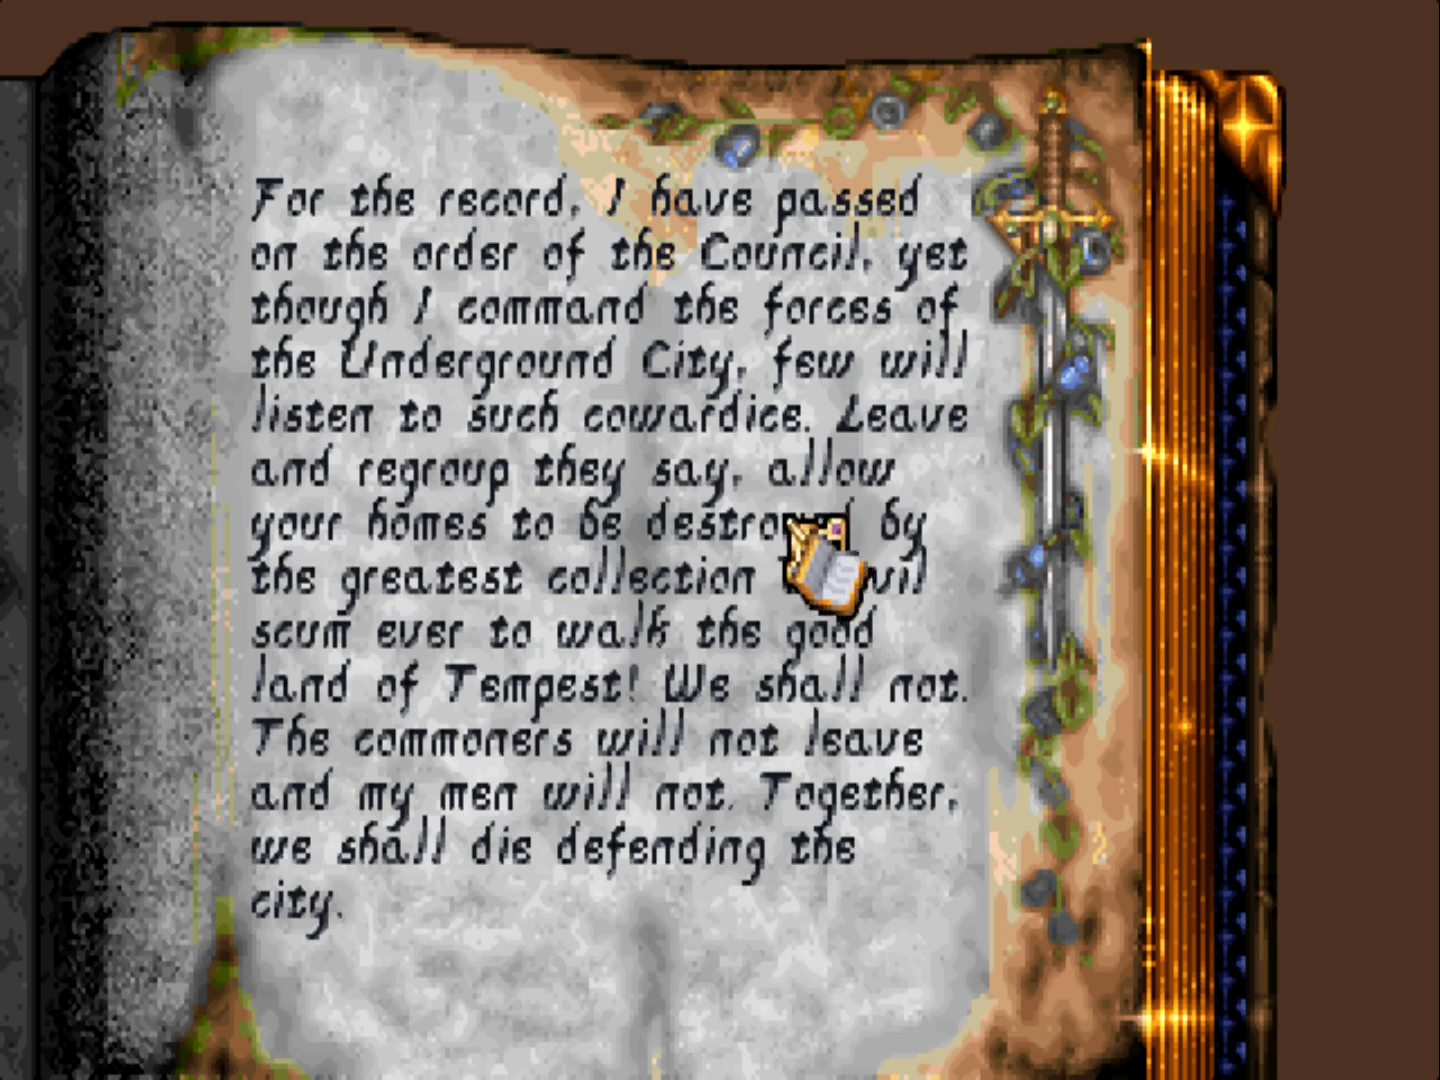 For the record, I have passed
on the order of the Council, yet
though I command the forces of
the Underground City, few will
listen to such cowardice. Leave
and regroup they say, allow
your homes to be destroyed by
the greatest collection
scum ever to walk the good
land of Tempest! We shall not.
The commoners will not leave
and my men will not. Together,
we shall die defending the
city.